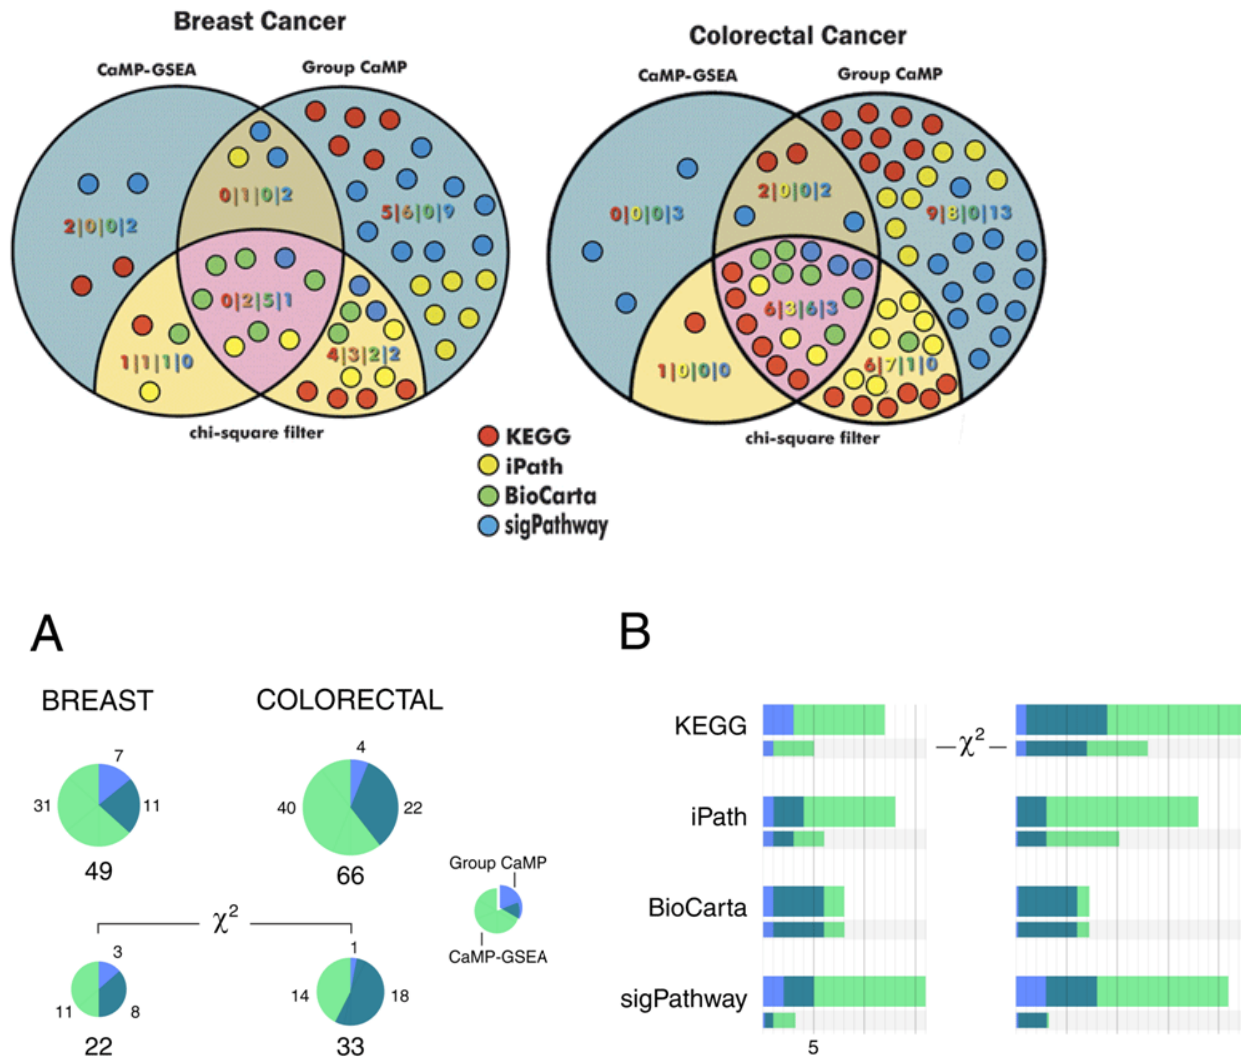 Breast Cancer
Colorectal Cancer
CaMP-GSEA
Group CaMP
CaMP-GSEA
Group CaMP
0|1|0|2
2|0|0|2
5|6|0|9
0|2|5|1
1|1|1|0
4|3|2|2
chi-square filter
2|0|0|2
0|0|0|3
9|8|0|13
6|3|6|3
1|0|0|0
6|7|1|0
chi-square filter
KEGG
iPath
BioCarta
sigPathway
A
BREAST
COLORECTAL
7
31
11
49
4
40
22
66
χ²
3
11
8
22
1
14
18
33
Group CaMP
CaMP-GSEA
B
KEGG
χ²
iPath
BioCarta
sigPathway
5